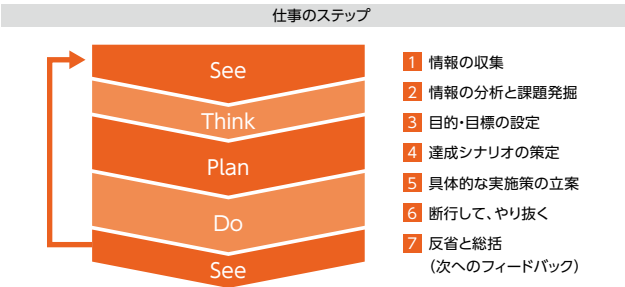 仕事のステップ
See
Think
Plan
Do
See
1 情報の収集
2 情報の分析と課題発掘
3 目的・目標の設定
4 達成シナリオの策定
5 具体的な実施策の立案
6 断行して、やり抜く
7 反省と総括
（次へのフィードバック）